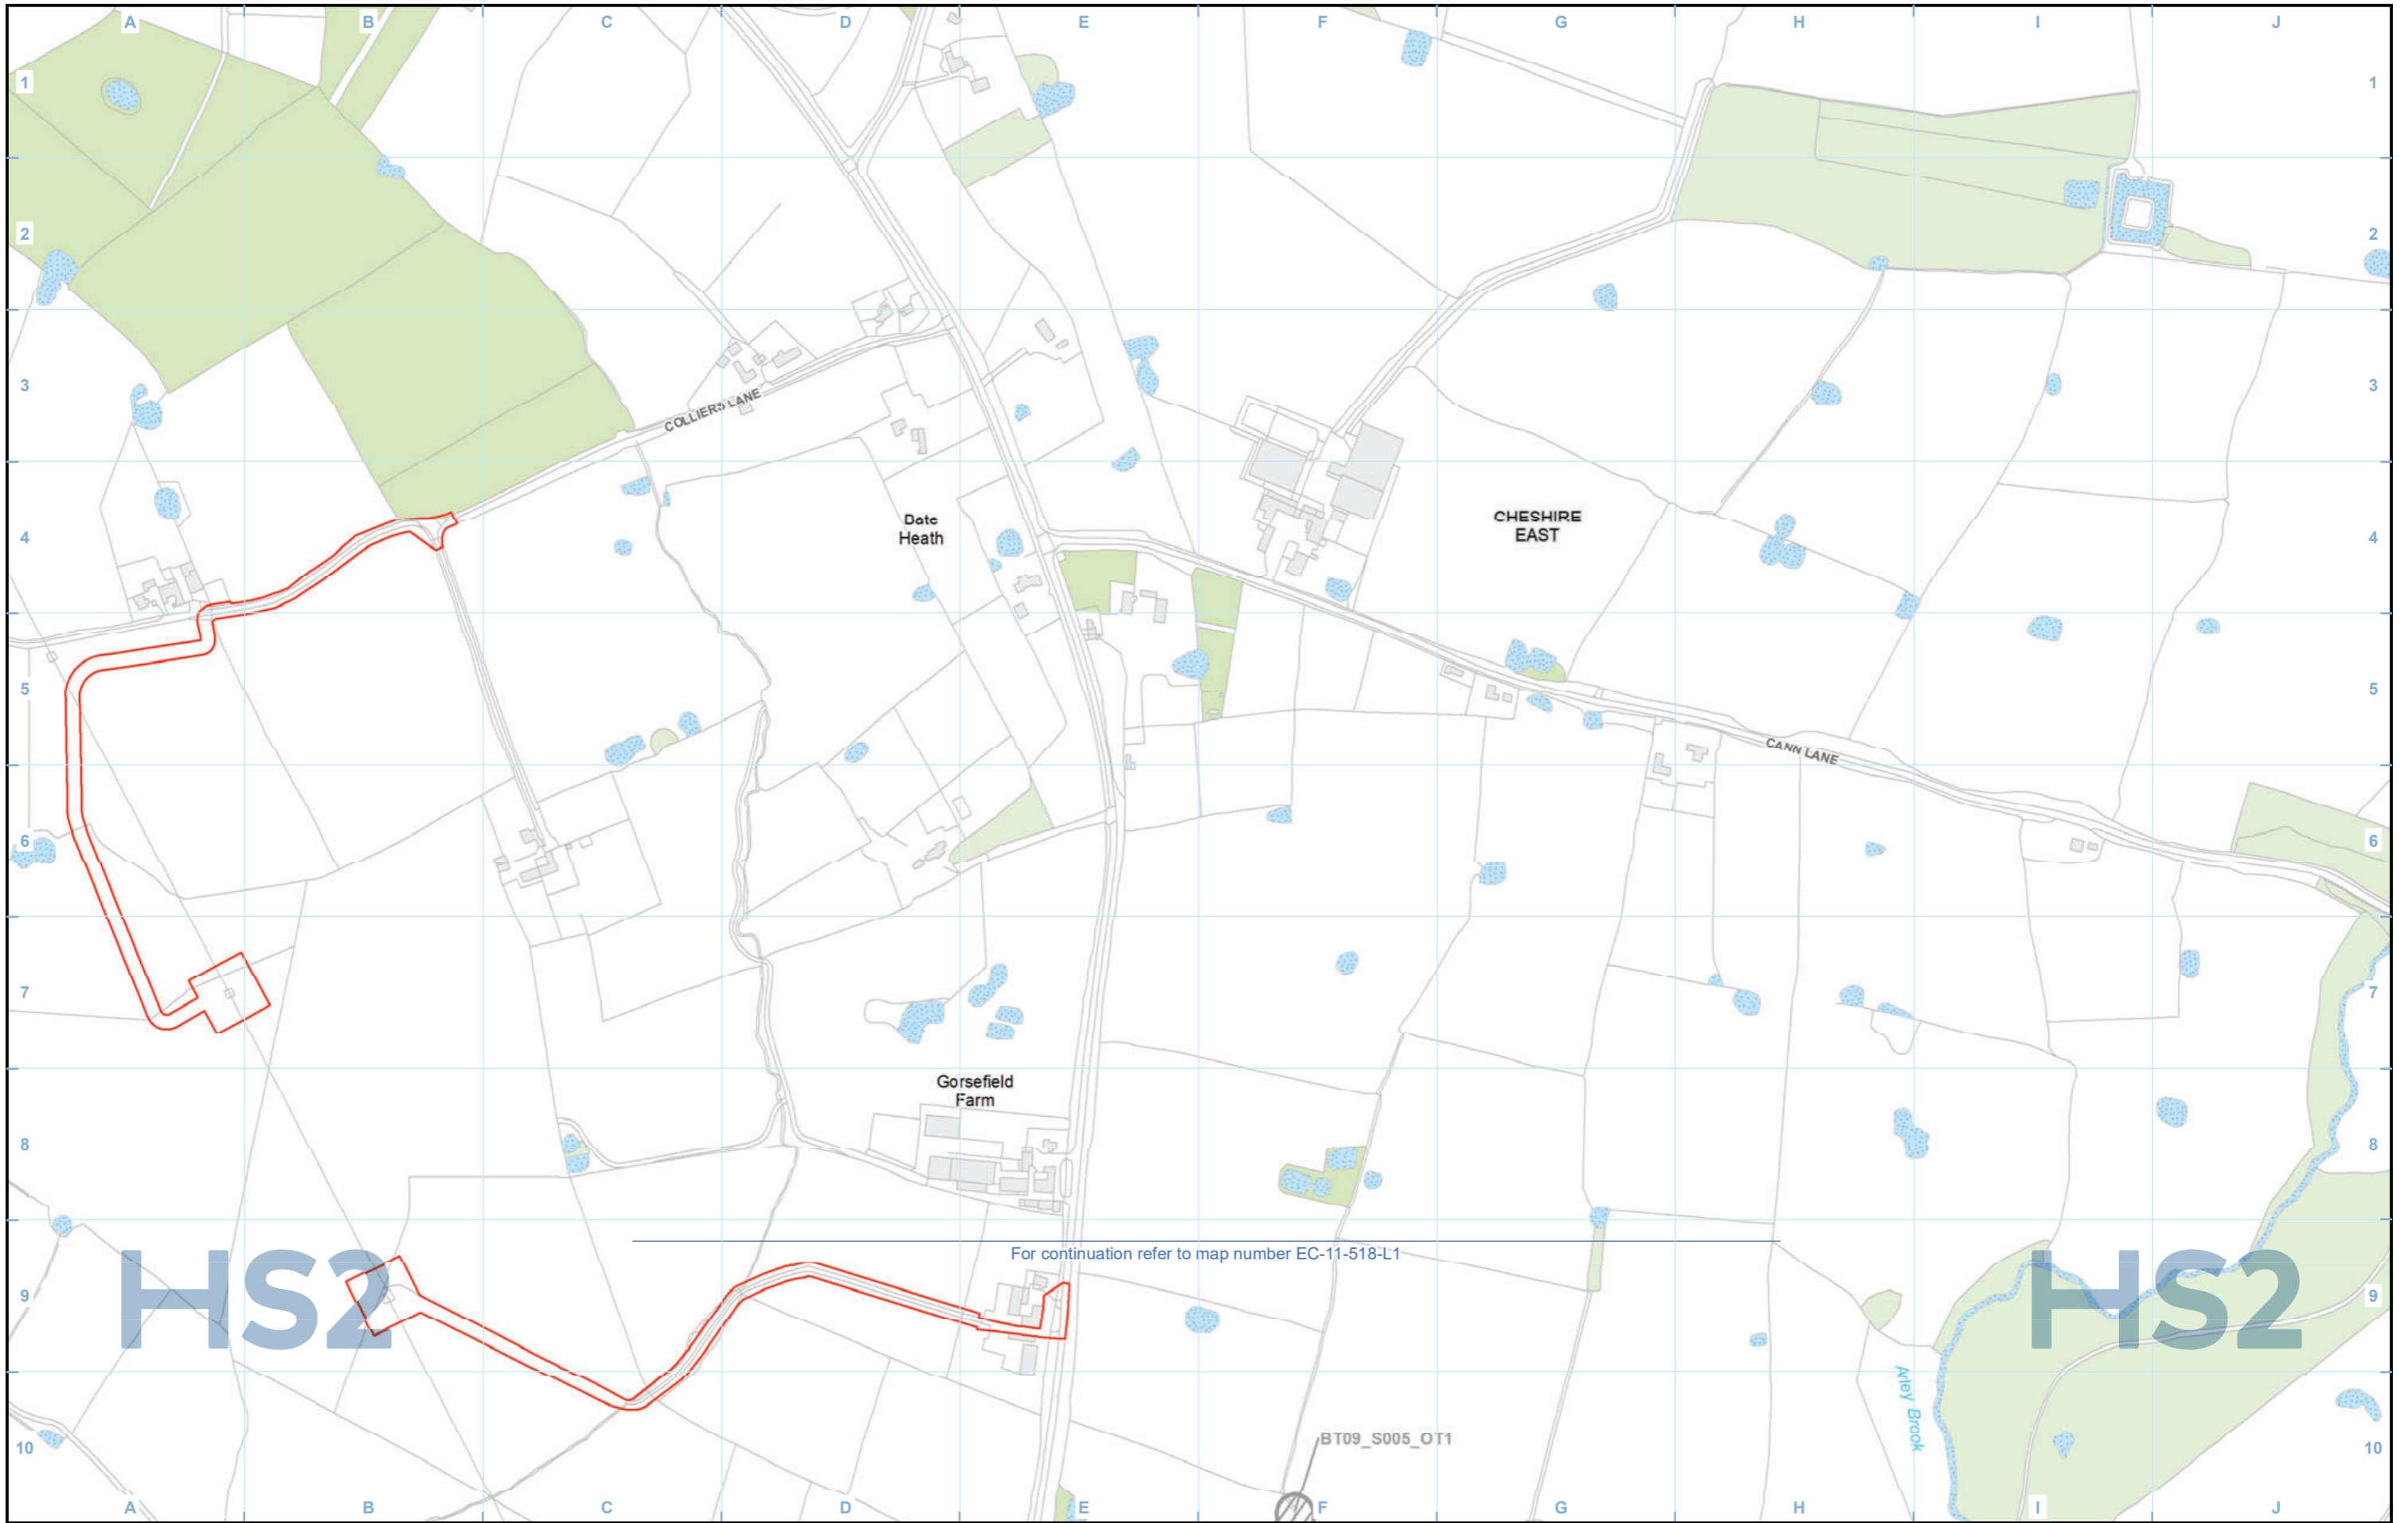 A B C D E F G H I J
1 1
2 2
3 3
COLLIERS LANE
Date
Heath
CHESHIRE
EAST
4 4
5 5
CANN LANE
6 6
7 7
Gorsefield
Farm
8 8
For continuation refer to map number EC-11-518-L1
HS2 HS2
9 9
Arley Brook
BT09_S005_OT1
10 10
A B C D E F G H I J